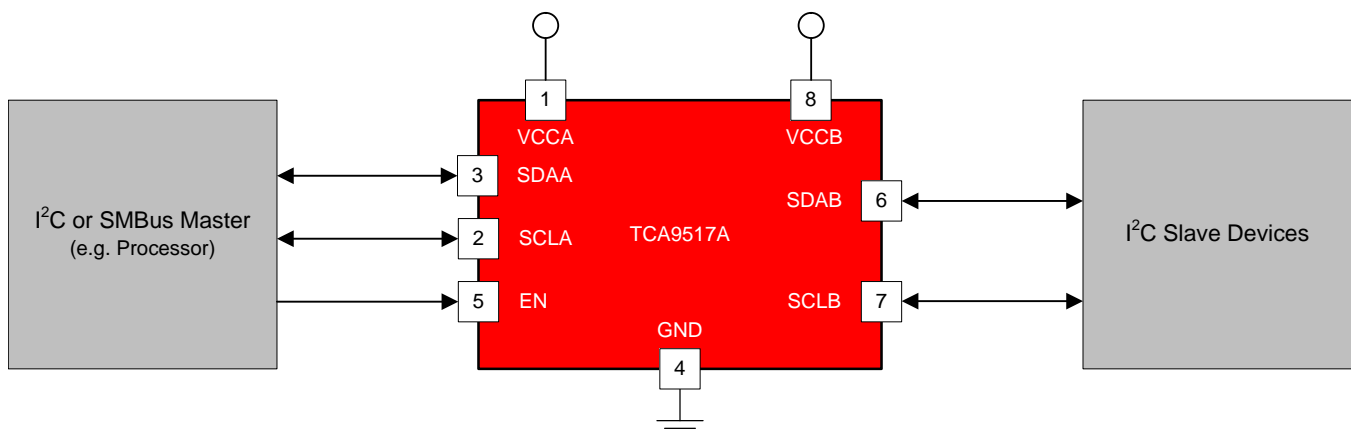 1
8
VCCA
VCCB
3
SDAA
SDAB
6
I²C or SMBus Master
(e.g. Processor)
2
SCLA
TCA9517A
I²C Slave Devices
5
EN
SCLB
7
GND
4